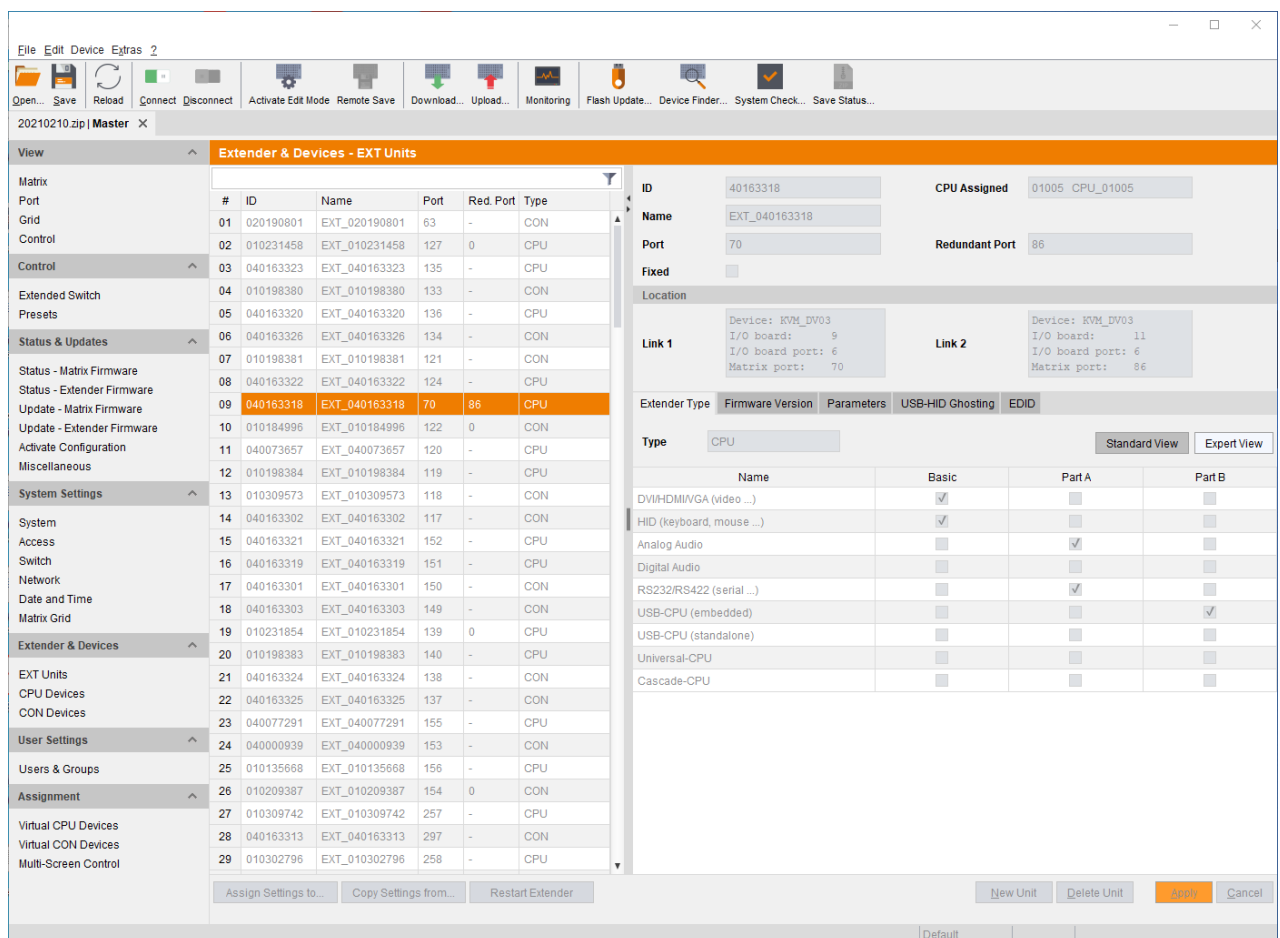 File Edit Device Extras ?
Open... Save Reload Connect Disconnect Activate Edit Mode Remote Save Download... Upload... Monitoring Flash Update... Device Finder... System Check... Save Status...
20210210.zip | Master
View
Matrix
Port
Grid
Control
Control
Extended Switch
Presets
Status & Updates
Status - Matrix Firmware
Status - Extender Firmware
Update - Matrix Firmware
Update - Extender Firmware
Activate Configuration
Miscellaneous
System Settings
System
Access
Switch
Network
Date and Time
Matrix Grid
Extender & Devices
EXT Units
CPU Devices
CON Devices
User Settings
Users & Groups
Assignment
Virtual CPU Devices
Virtual CON Devices
Multi-Screen Control
Extender & Devices - EXT Units
# ID Name Port Red. Port Type
01 020190801 EXT_020190801 63 - CON
02 010231458 EXT_010231458 127 0 CPU
03 040163323 EXT_040163323 135 - CPU
04 010198380 EXT_010198380 133 - CON
05 040163320 EXT_040163320 136 - CPU
06 040163326 EXT_040163326 134 - CON
07 010198381 EXT_010198381 121 - CON
08 040163322 EXT_040163322 124 - CPU
09 040163318 EXT_040163318 70 86 CPU
10 010184996 EXT_010184996 122 0 CON
11 040073657 EXT_040073657 120 - CPU
12 010198384 EXT_010198384 119 - CPU
13 010309573 EXT_010309573 118 - CON
14 040163302 EXT_040163302 117 - CON
15 040163321 EXT_040163321 152 - CPU
16 040163319 EXT_040163319 151 - CPU
17 040163301 EXT_040163301 150 - CON
18 040163303 EXT_040163303 149 - CON
19 010231854 EXT_010231854 139 0 CPU
20 010198383 EXT_010198383 140 - CPU
21 040163324 EXT_040163324 138 - CON
22 040163325 EXT_040163325 137 - CON
23 040077291 EXT_040077291 155 - CPU
24 040000939 EXT_040000939 153 - CON
25 010135668 EXT_010135668 156 - CPU
26 010209387 EXT_010209387 154 0 CON
27 010309742 EXT_010309742 257 - CPU
28 040163313 EXT_040163313 297 - CON
29 010302796 EXT_010302796 258 - CPU
Assign Settings to... Copy Settings from... Restart Extender
ID 40163318 CPU Assigned 01005 CPU_01005
Name EXT_040163318
Port 70 Redundant Port 86
Fixed
Location
Link 1
Device: KVM_DV03
I/O board: 9
I/O board port: 6
Matrix port: 70
Link 2
Device: KVM_DV03
I/O board: 11
I/O board port: 6
Matrix port: 86
Extender Type Firmware Version Parameters USB-HID Ghosting EDID
Type CPU Standard View Expert View
Name Basic Part A Part B
DVI/HDMI/VGA (video ...)
HID (keyboard, mouse ...)
Analog Audio
Digital Audio
RS232/RS422 (serial ...)
USB-CPU (embedded)
USB-CPU (standalone)
Universal-CPU
Cascade-CPU
New Unit Delete Unit Apply Cancel
Default